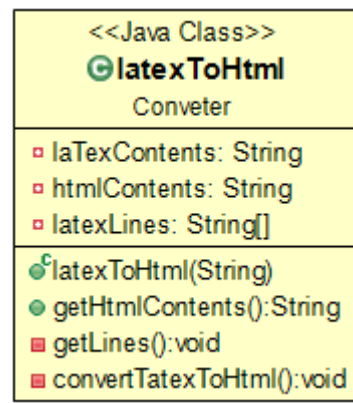 <<Java Class>>
latexToHtml
Conveter
laTexContents: String
htmlContents: String
latexLines: String[]
latexToHtml(String)
getHtmlContents():String
getLines():void
convertTatexToHtml():void